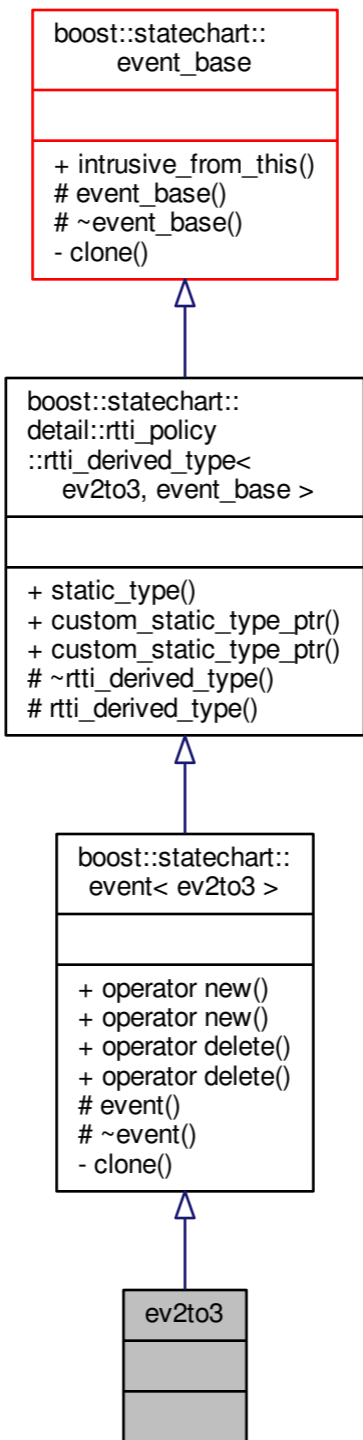 boost::statechart::
event_base
+ intrusive_from_this()
# event_base()
# ~event_base()
- clone()
boost::statechart::
detail::rtti_policy
::rtti_derived_type<
ev2to3, event_base >
+ static_type()
+ custom_static_type_ptr()
+ custom_static_type_ptr()
# ~rtti_derived_type()
# rtti_derived_type()
boost::statechart::
event< ev2to3 >
+ operator new()
+ operator new()
+ operator delete()
+ operator delete()
# event()
# ~event()
- clone()
ev2to3